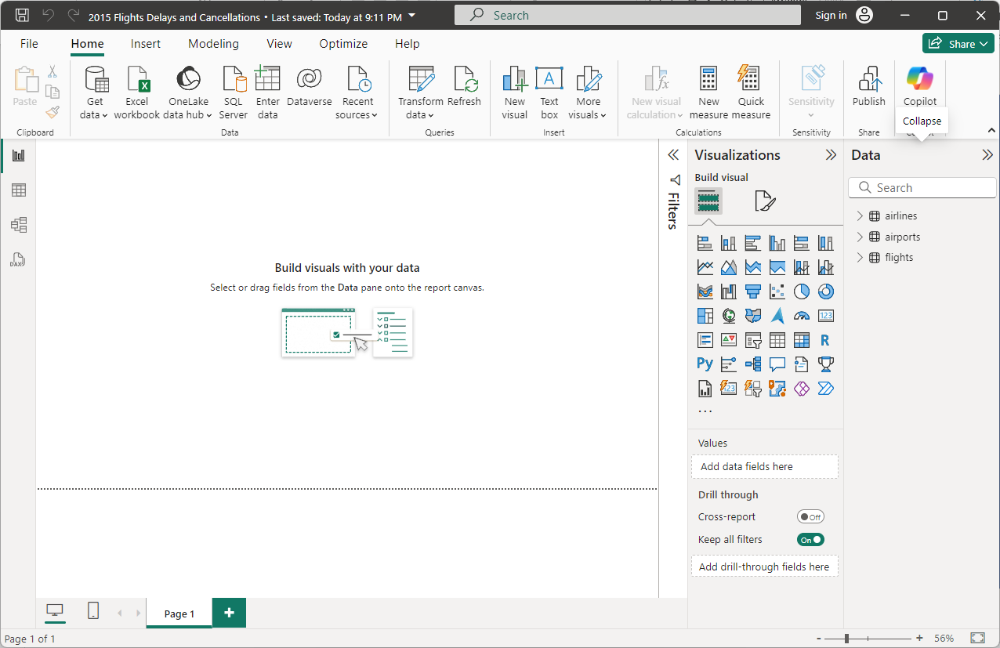 2015 Flights Delays and Cancellations • Last saved: Today at 9:11 PM
Search
Sign in
File
Home
Insert
Modeling
View
Optimize
Help
Share
Paste
Get data
Excel workbook
OneLake data hub
SQL Server
Enter data
Dataverse
Recent sources
Transform data
Refresh
New visual
Text box
More visuals
New visual calculation
New measure
Quick measure
Sensitivity
Publish
Copilot
Collapse
Clipboard
Data
Queries
Insert
Calculations
Sensitivity
Share
Filters
Visualizations
Build visual
Data
Search
airlines
airports
flights
DAX
Build visuals with your data
Select or drag fields from the Data pane onto the report canvas.
123
R
Py
123
...
Values
Add data fields here
Drill through
Cross-report
Off
Keep all filters
On
Add drill-through fields here
Page 1
+
Page 1 of 1
- + 56%